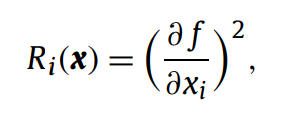 R_i(𝒙) = (∂f/∂x_i)²,